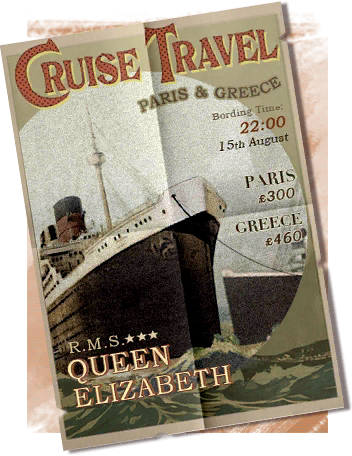 CRUISE TRAVEL
PARIS & GREECE
Bording Time:
22:00
15th August
PARIS
£300
GREECE
£460
R.M.S.★★★
QUEEN
ELIZABETH